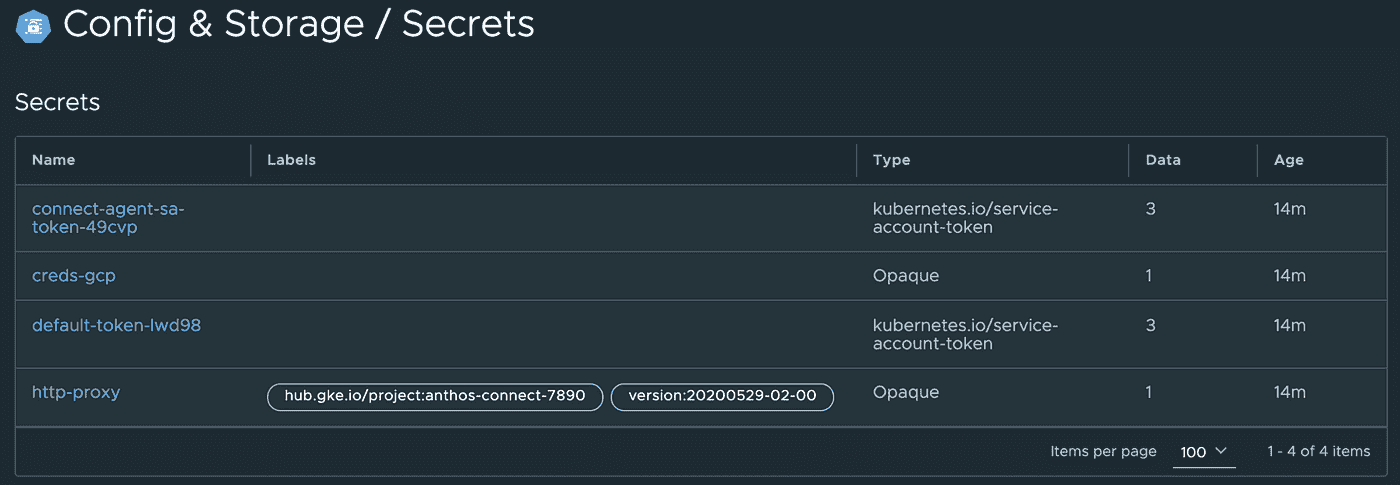 Config & Storage / Secrets
Secrets
Name Labels Type Data Age
connect-agent-sa- kubernetes.io/service- 3 14m
token-49cvp account-token
creds-gcp Opaque 1 14m
default-token-lwd98 kubernetes.io/service- 3 14m
account-token
http-proxy hub.gke.io/project:anthos-connect-7890 version:20200529-02-00 Opaque 1 14m
Items per page 100 1 - 4 of 4 items